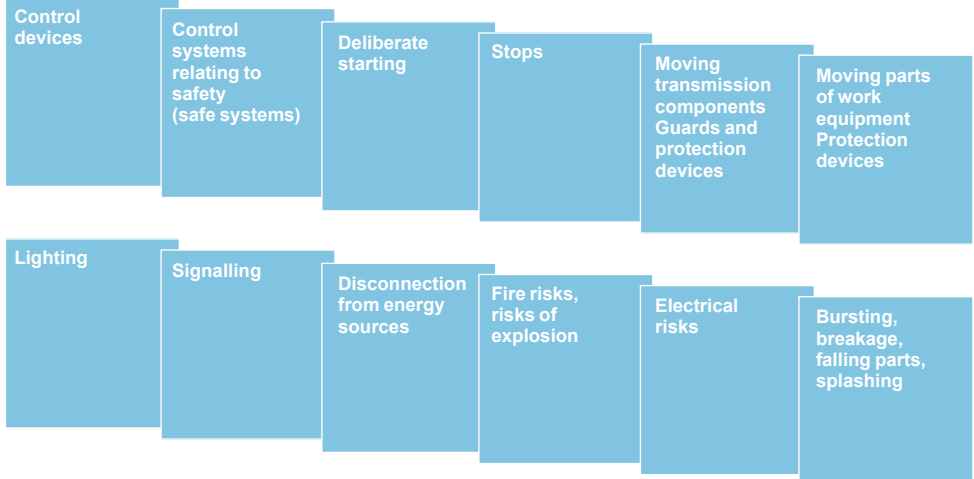 Control
devices
Control
systems
relating to
safety
(safe systems)
Deliberate
starting
Stops
Moving
transmission
components
Guards and
protection
devices
Moving parts
of work
equipment
Protection
devices
Lighting
Signalling
Disconnection
from energy
sources
Fire risks,
risks of
explosion
Electrical
risks
Bursting,
breakage,
falling parts,
splashing